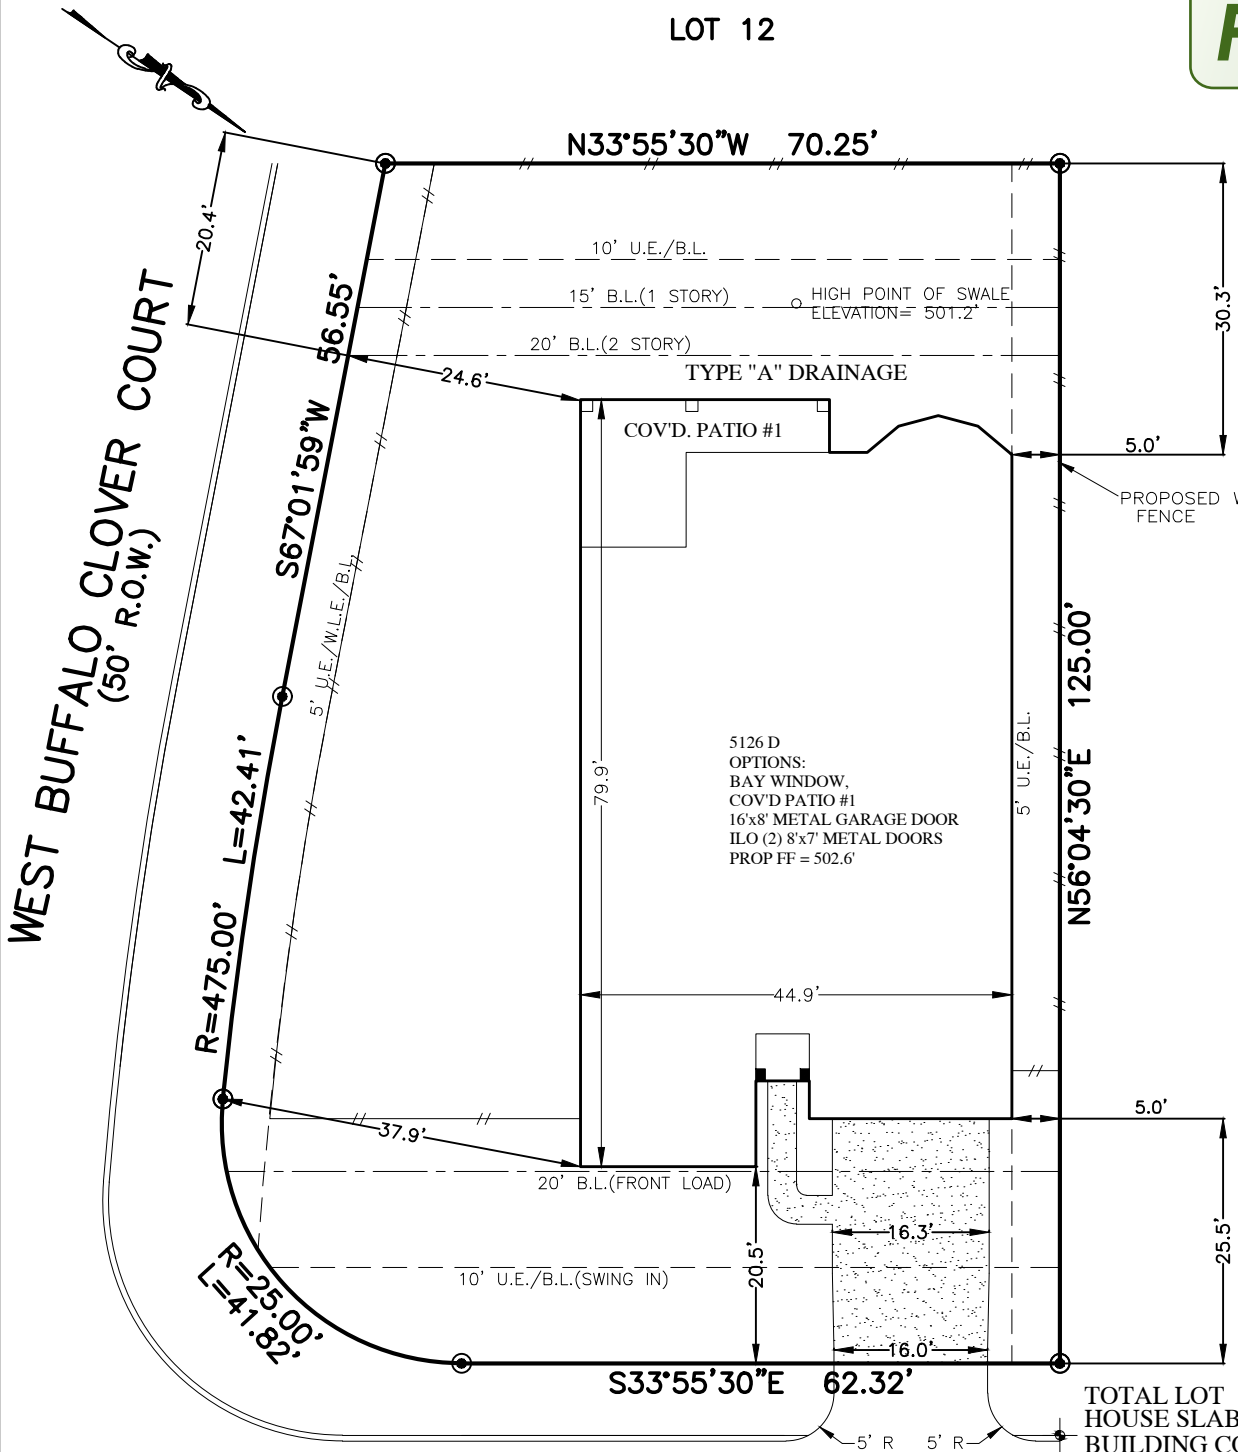 LOT 12
N33°55'30"W 70.25'
20.4'
10' U.E./B.L.
15' B.L.(1 STORY)
HIGH POINT OF SWALE
ELEVATION= 501.2'
20' B.L.(2 STORY)
30.3'
24.6'
TYPE "A" DRAINAGE
COV'D. PATIO #1
5.0'
PROPOSED
FENCE
WEST BUFFALO CLOVER COURT
(50' R.O.W.)
S67°01'59"W 56.55'
5' U.E./W.L.E./B.L.
R=475.00' L=42.41'
79.9'
5126 D
OPTIONS:
BAY WINDOW,
COV'D PATIO #1
16'x8' METAL GARAGE DOOR
ILO (2) 8'x7' METAL DOORS
PROP FF = 502.6'
5' U.E./B.L.
N56°04'30"E 125.00'
44.9'
5.0'
37.9'
20' B.L.(FRONT LOAD)
16.3'
20.5'
25.5'
10' U.E./B.L.(SWING IN)
R=25.00'
L=41.82'
16.0'
S33°55'30"E 62.32'
TOTAL LOT
HOUSE SLAB
BUILDING CO
5' R 5' R